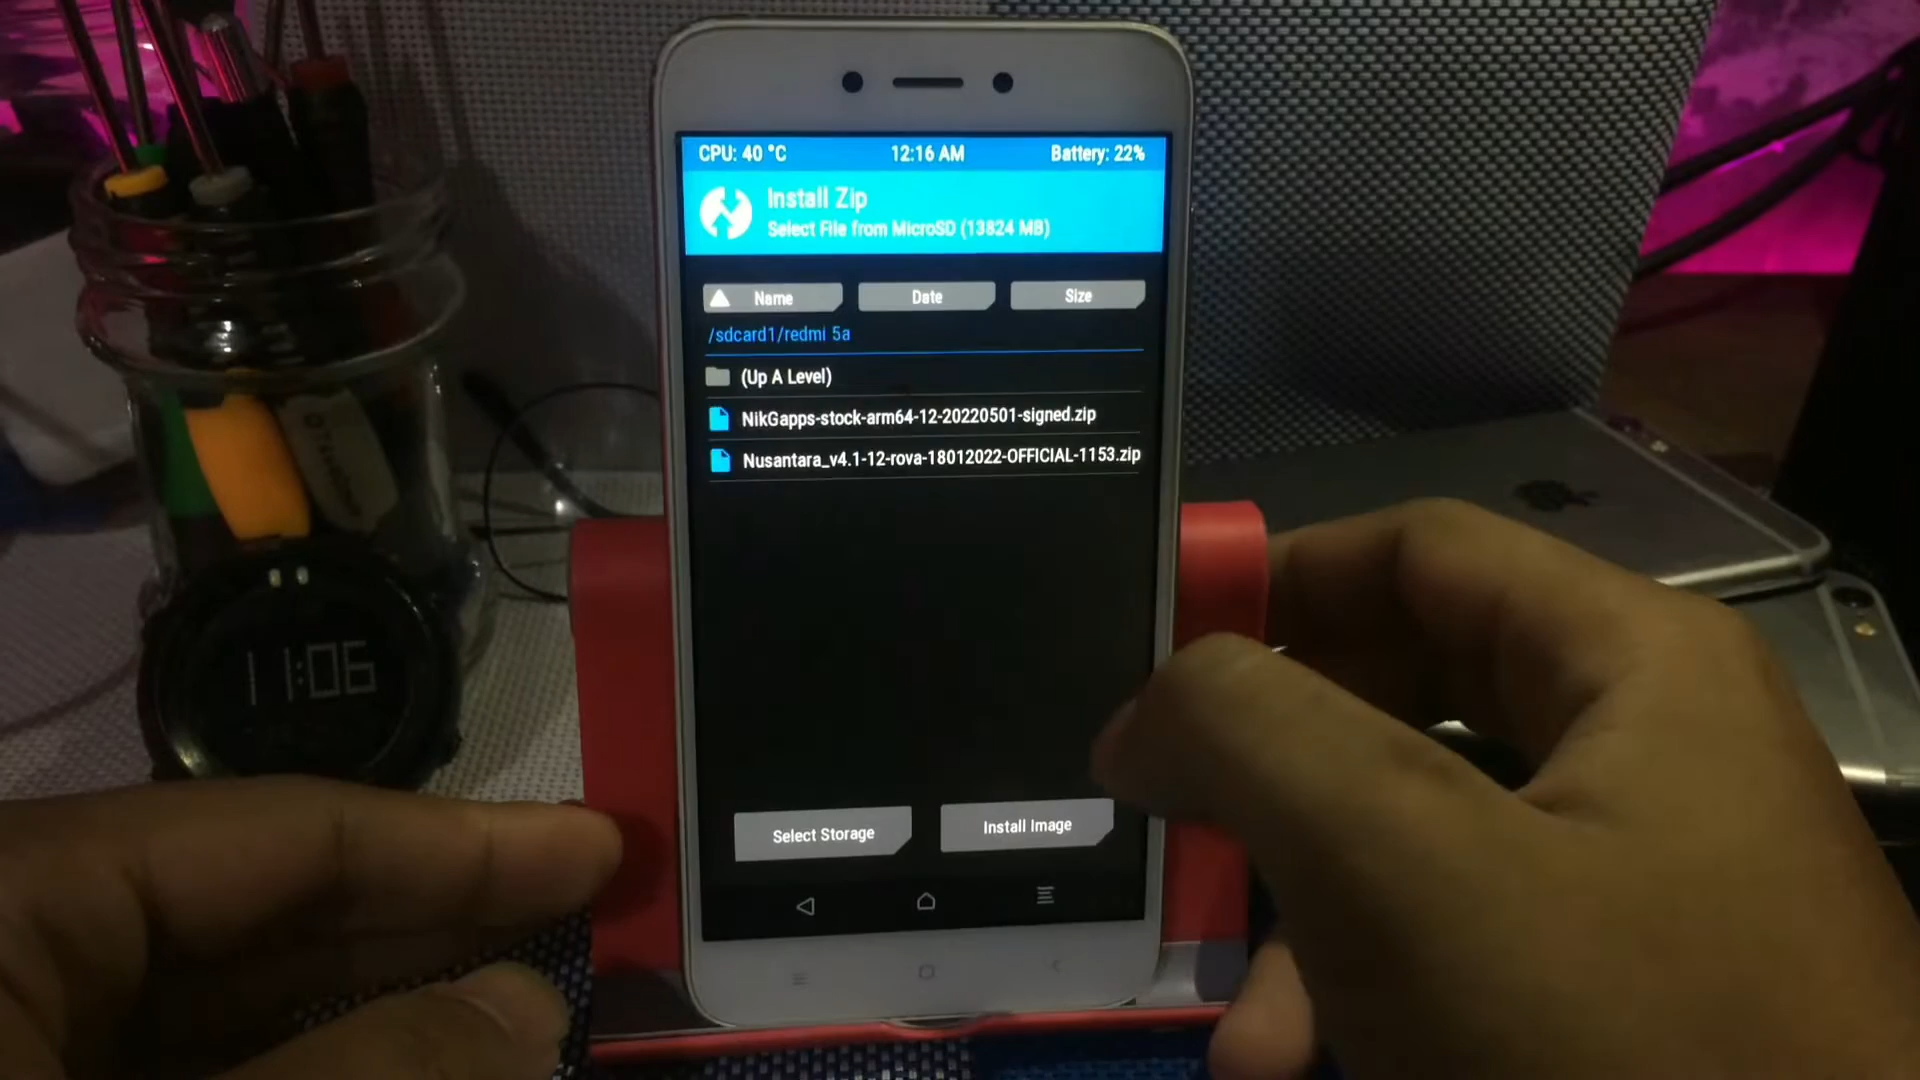 CPU: 40 °C 12:16 AM Battery: 22%
Install Zip
Select File from MicroSD (13824 MB)
Name Date Size
/sdcard1/redmi 5a
(Up A Level)
NikGapps-stock-arm64-12-20220501-signed.zip
Nusantara_v4.1-12-rova-18012022-OFFICIAL-1153.zip
Select Storage Install Image
11:06